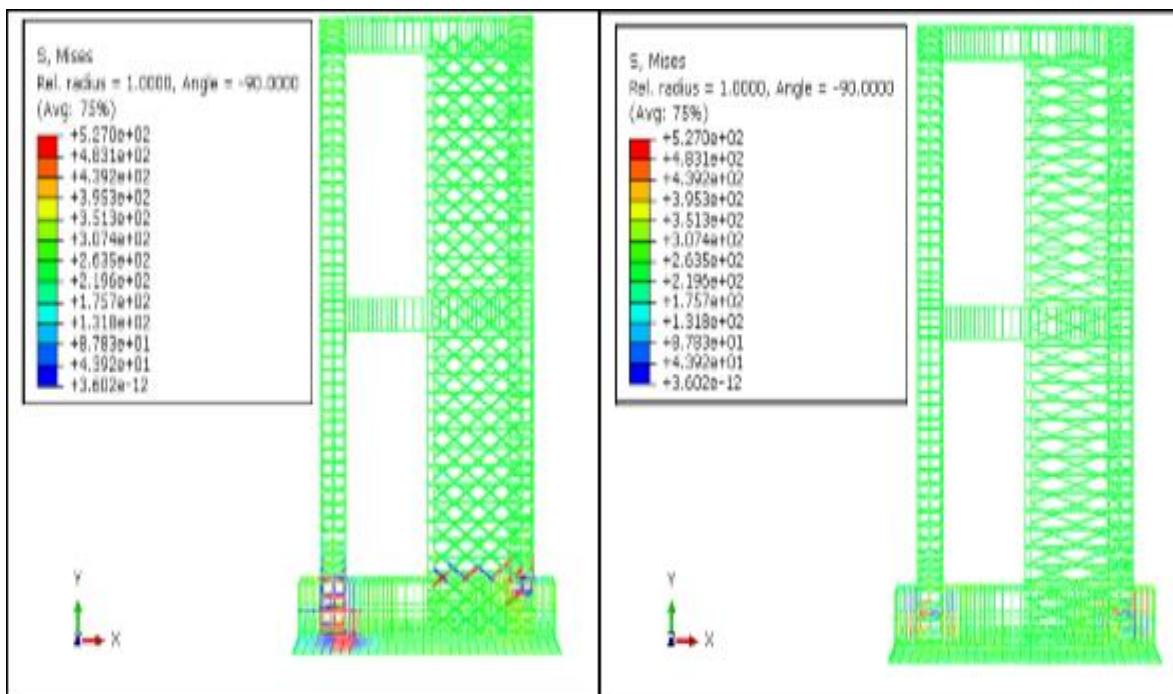 S, Mises
Rel. radius = 1.0000, Angle = -90.0000
(Avg: 75%)
+5.270e+02
+4.831e+02
+4.392e+02
+3.953e+02
+3.513e+02
+3.074e+02
+2.635e+02
+2.196e+02
+1.757e+02
+1.318e+02
+8.783e+01
+4.392e+01
+3.602e-12
Y
X
S, Mises
Rel. radius = 1.0000, Angle = -90.0000
(Avg: 75%)
+5.270e+02
+4.831e+02
+4.392e+02
+3.953e+02
+3.513e+02
+3.074e+02
+2.635e+02
+2.196e+02
+1.757e+02
+1.318e+02
+8.783e+01
+4.392e+01
+3.602e-12
Y
X